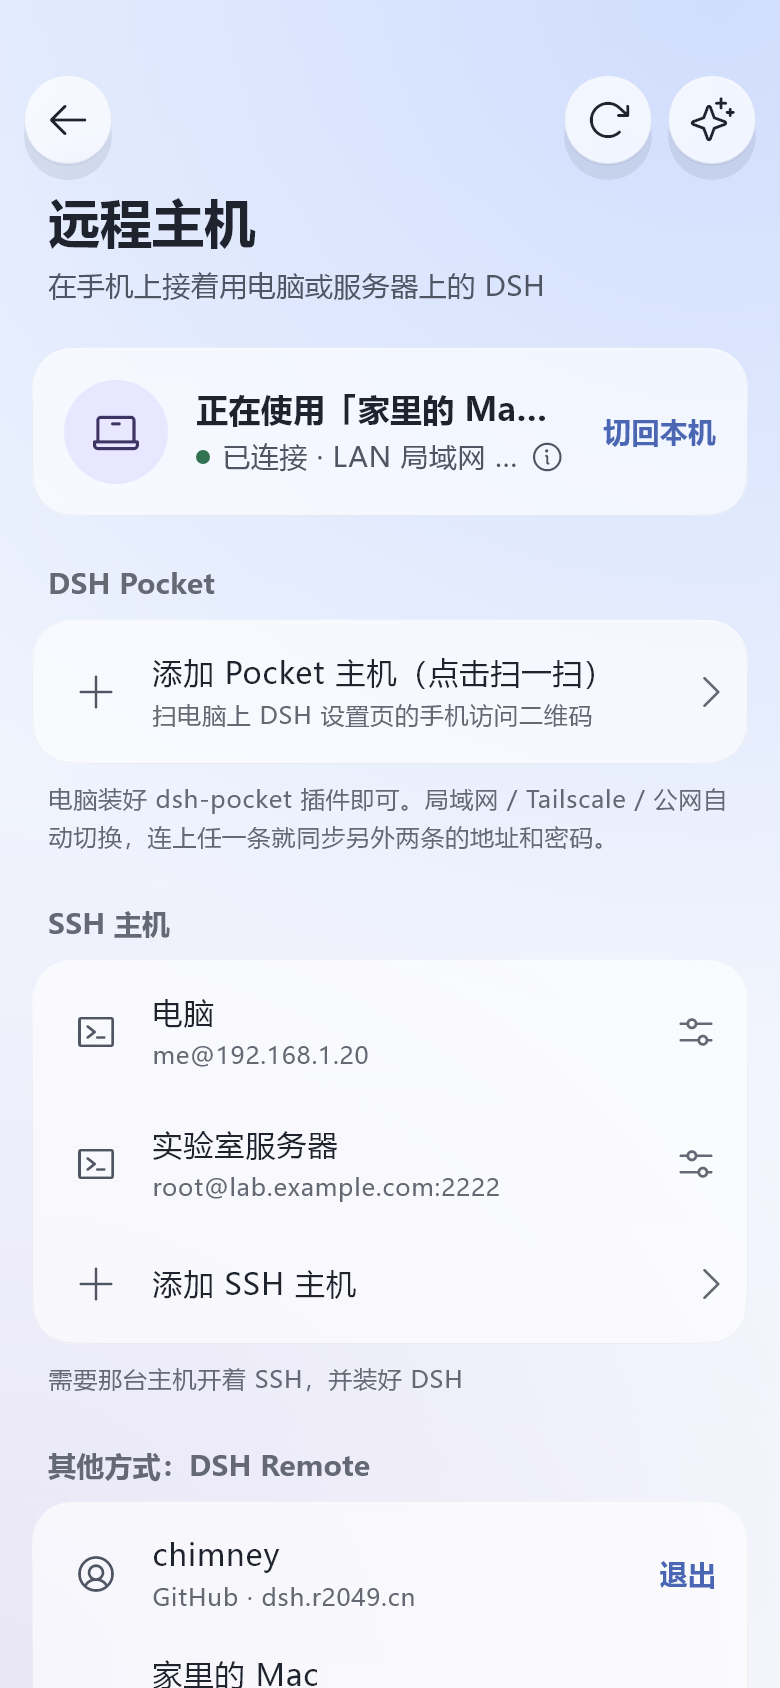 远程主机
在手机上接着用电脑或服务器上的 DSH
正在使用「家里的 Ma...
已连接 · LAN 局域网 ...
切回本机
DSH Pocket
添加 Pocket 主机（点击扫一扫）
扫电脑上 DSH 设置页的手机访问二维码
电脑装好 dsh-pocket 插件即可。局域网 / Tailscale / 公网自
动切换，连上任一条就同步另外两条的地址和密码。
SSH 主机
电脑
me@192.168.1.20
实验室服务器
root@lab.example.com:2222
添加 SSH 主机
需要那台主机开着 SSH，并装好 DSH
其他方式：DSH Remote
chimney
GitHub · dsh.r2049.cn
退出
家里的 Mac